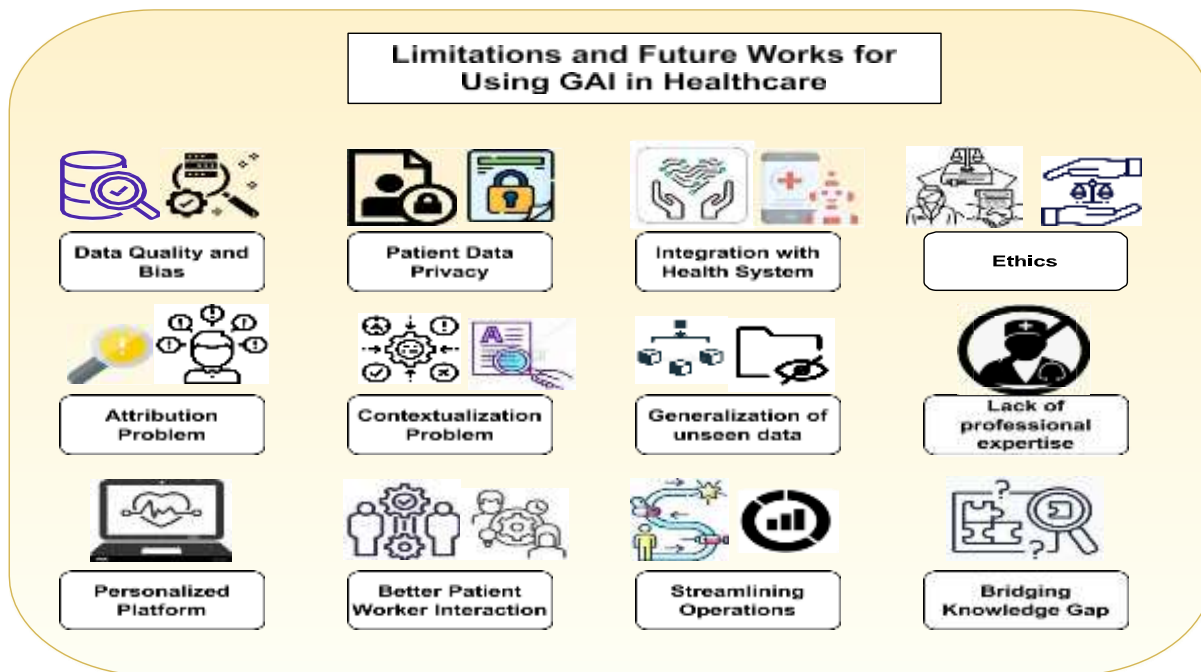 Limitations and Future Works for
Using GAI in Healthcare
Data Quality and
Bias
Patient Data
Privacy
Integration with
Health System
Ethics
Attribution
Problem
Contextualization
Problem
Generalization of
unseen data
Lack of
professional
expertise
Personalized
Platform
Better Patient
Worker Interaction
Streamlining
Operations
Bridging
Knowledge Gap